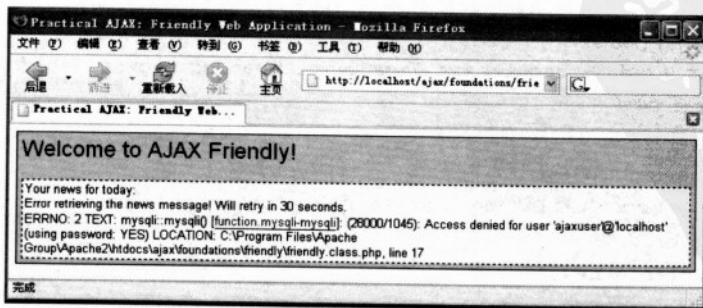 Practical AJAX: Friendly Web Application - Mozilla Firefox
文件(F) 编辑(E) 查看(V) 转到(G) 书签(B) 工具(T) 帮助(H)
后退 前进 重新载入 停止 主页 http://localhost/ajax/foundations/frie G
Practical AJAX: Friendly Web...
Welcome to AJAX Friendly!
Your news for today:
Error retrieving the news message! Will retry in 30 seconds.
ERRNO: 2 TEXT: mysqli::mysqli() [function.mysqli-mysqli]: (28000/1045): Access denied for user 'ajaxuser'@'localhost'
(using password: YES) LOCATION: C:\Program Files\Apache
Group\Apache2\htdocs\ajax\foundations\friendly\friendly.class.php, line 17
完成